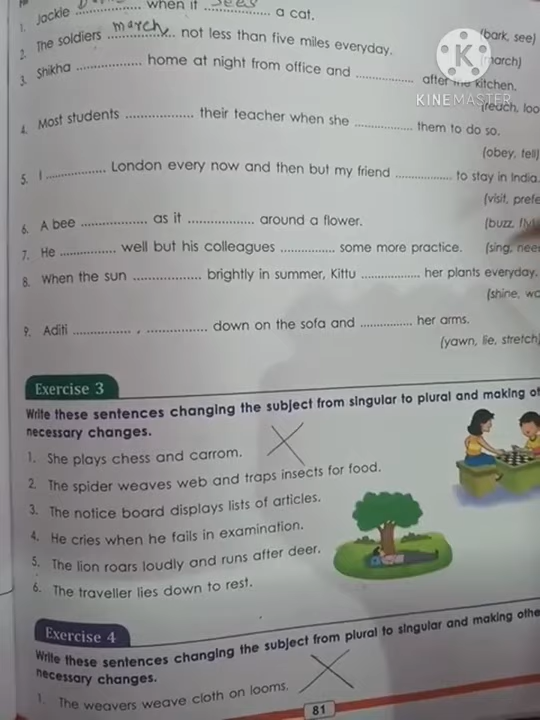 1. Jackie ............ when it sees ............ a cat.
(bark, see)
2. The soldiers march ............ not less than five miles everyday.
(march)
3. Shikha ............ home at night from office and ............ after the kitchen.
(reach, loo
KINEMASTER
4. Most students ............ their teacher when she ............ them to do so.
(obey, tell)
5. I ............ London every now and then but my friend ............ to stay in India.
(visit, prefe
6. A bee ............ as it ............ around a flower.
(buzz, fly)
7. He ............ well but his colleagues ............ some more practice.
(sing, nee
8. When the sun ............ brightly in summer, Kittu ............ her plants everyday.
(shine, wa
9. Aditi ............ , ............ down on the sofa and ............ her arms.
(yawn, lie, stretch)
Exercise 3
Write these sentences changing the subject from singular to plural and making ot
necessary changes.
1. She plays chess and carrom.
2. The spider weaves web and traps insects for food.
3. The notice board displays lists of articles.
4. He cries when he fails in examination.
5. The lion roars loudly and runs after deer.
6. The traveller lies down to rest.
Exercise 4
Write these sentences changing the subject from plural to singular and making othe
necessary changes.
1. The weavers weave cloth on looms.
81